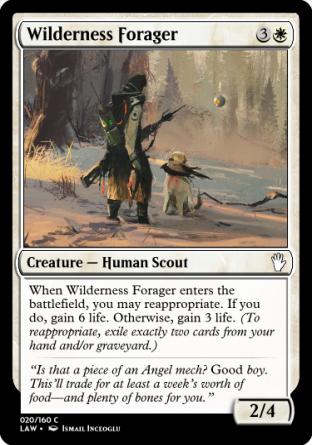 Wilderness Forager 3
Creature — Human Scout
When Wilderness Forager enters the
battlefield, you may reappropriate. If you
do, gain 6 life. Otherwise, gain 3 life. (To
reappropriate, exile exactly two cards from your
hand and/or graveyard.)
“Is that a piece of an Angel mech? Good boy.
This’ll trade for at least a week’s worth of
food—and plenty of bones for you.”
2/4
020/160 C
LAW • Ismail Inceoglu